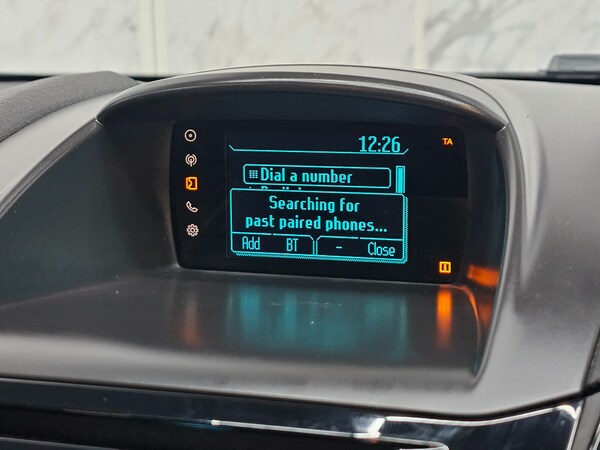 12:26
TA
Dial a number
Searching for
past paired phones...
Add BT - Close